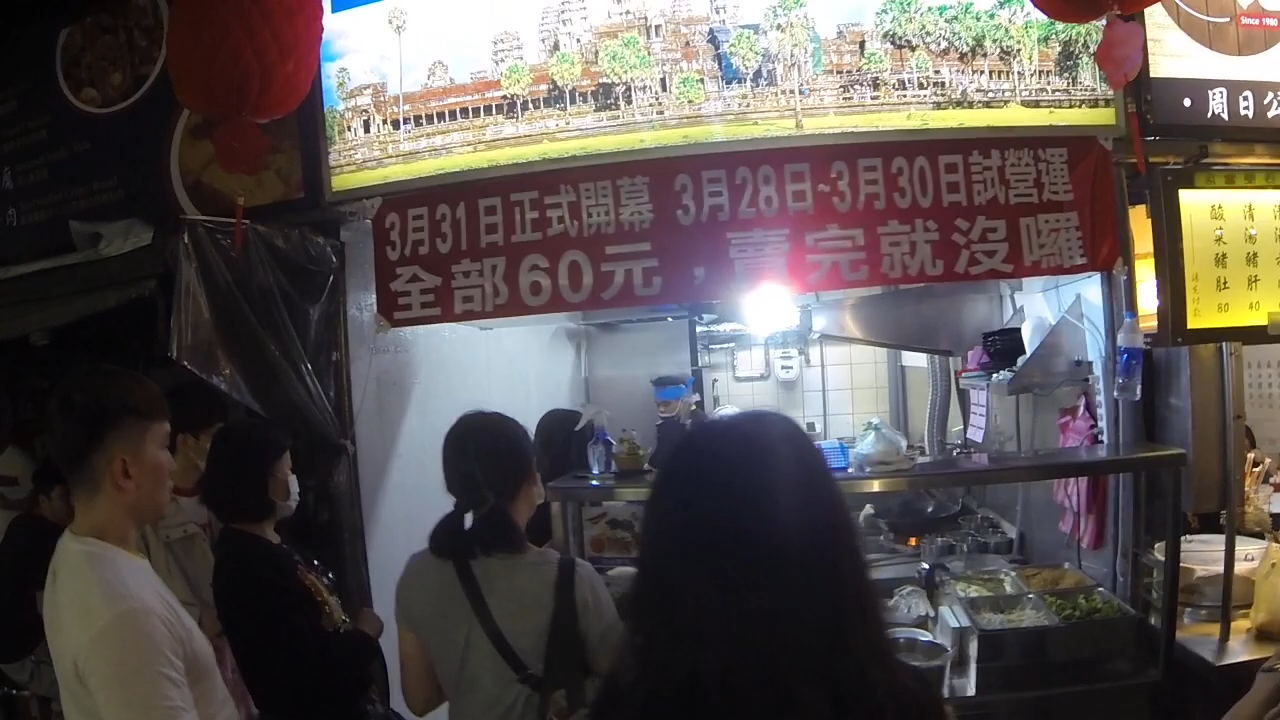 3月31日正式開幕 3月28日~3月30日試營運
全部60元，賣完就沒囉
Since 1980
・周日公
酸菜豬肚 80
清湯豬肝 40
肉